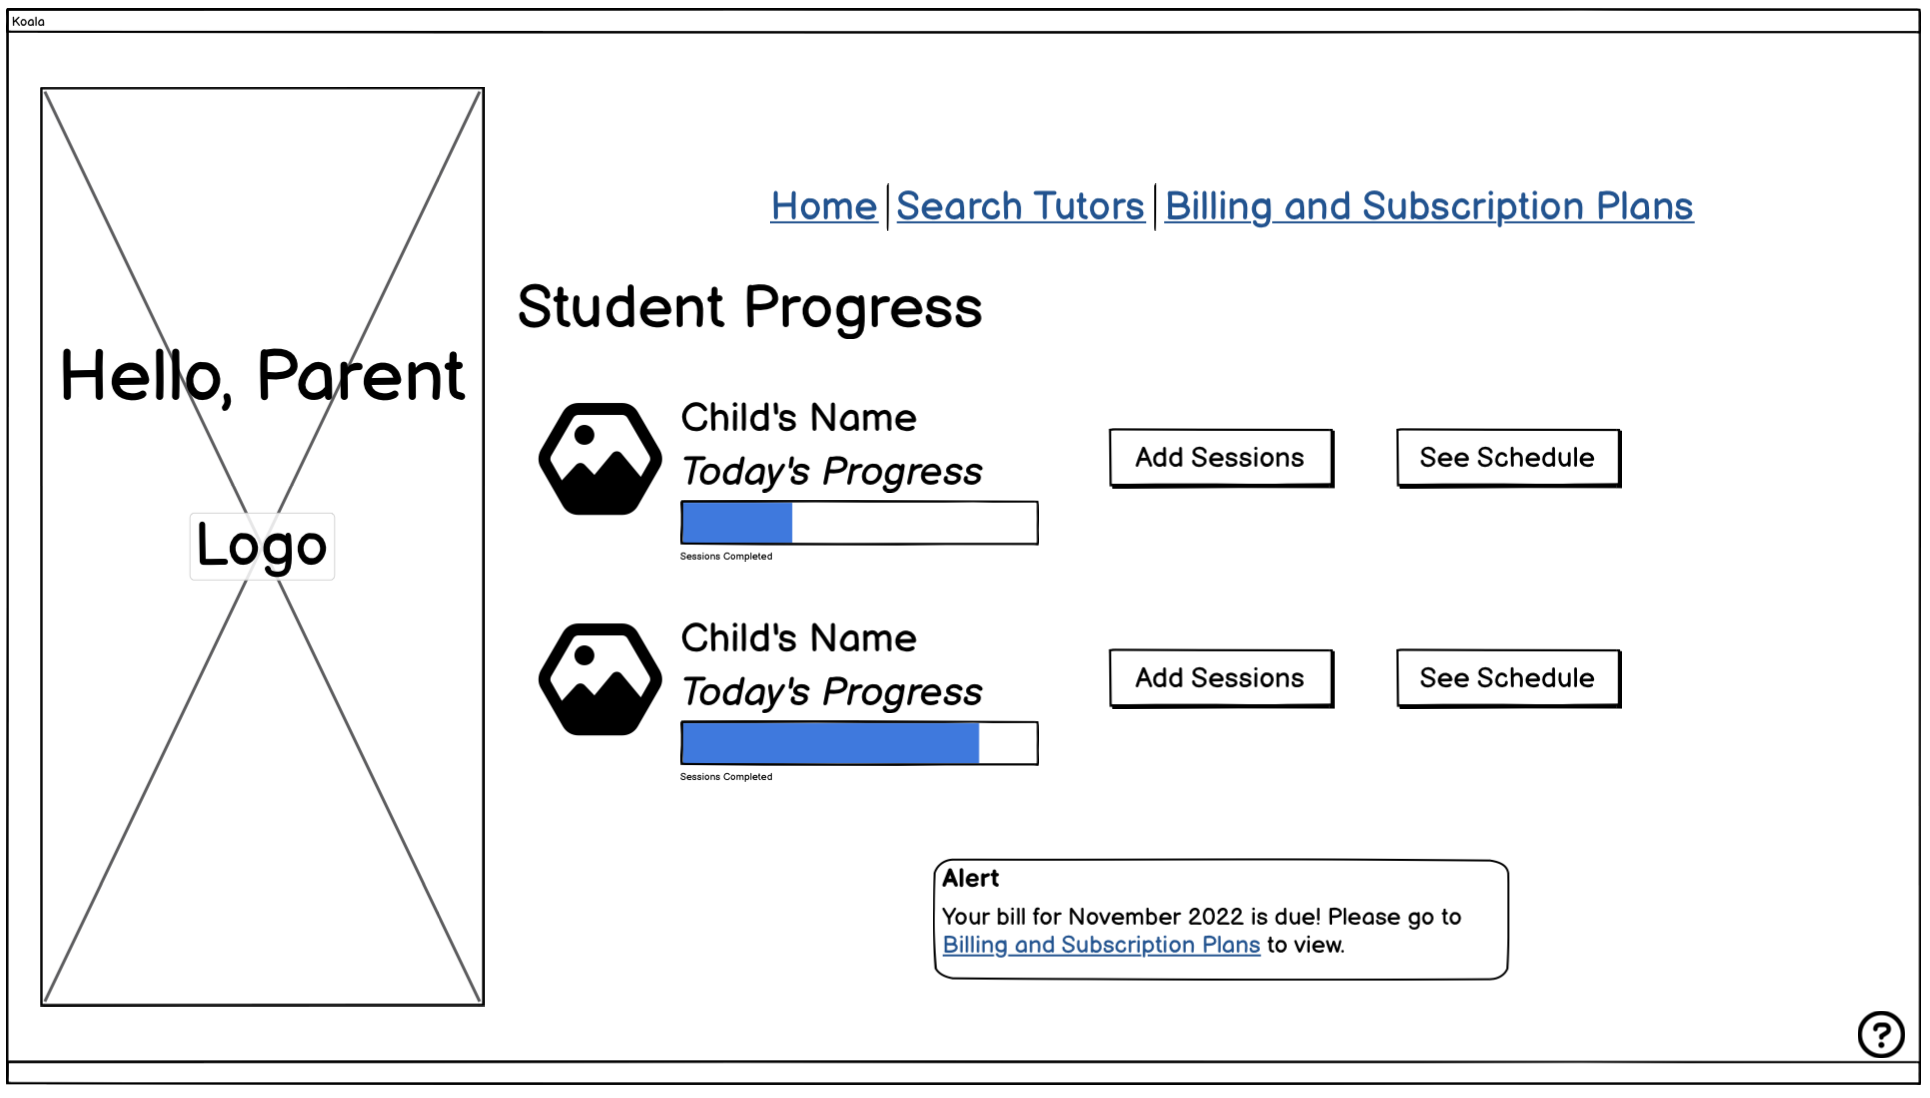 Koala
Hello, Parent
Logo
Home Search Tutors Billing and Subscription Plans
Student Progress
Child's Name
Today's Progress
Sessions Completed
Add Sessions
See Schedule
Child's Name
Today's Progress
Sessions Completed
Add Sessions
See Schedule
Alert
Your bill for November 2022 is due! Please go to
Billing and Subscription Plans to view.
?